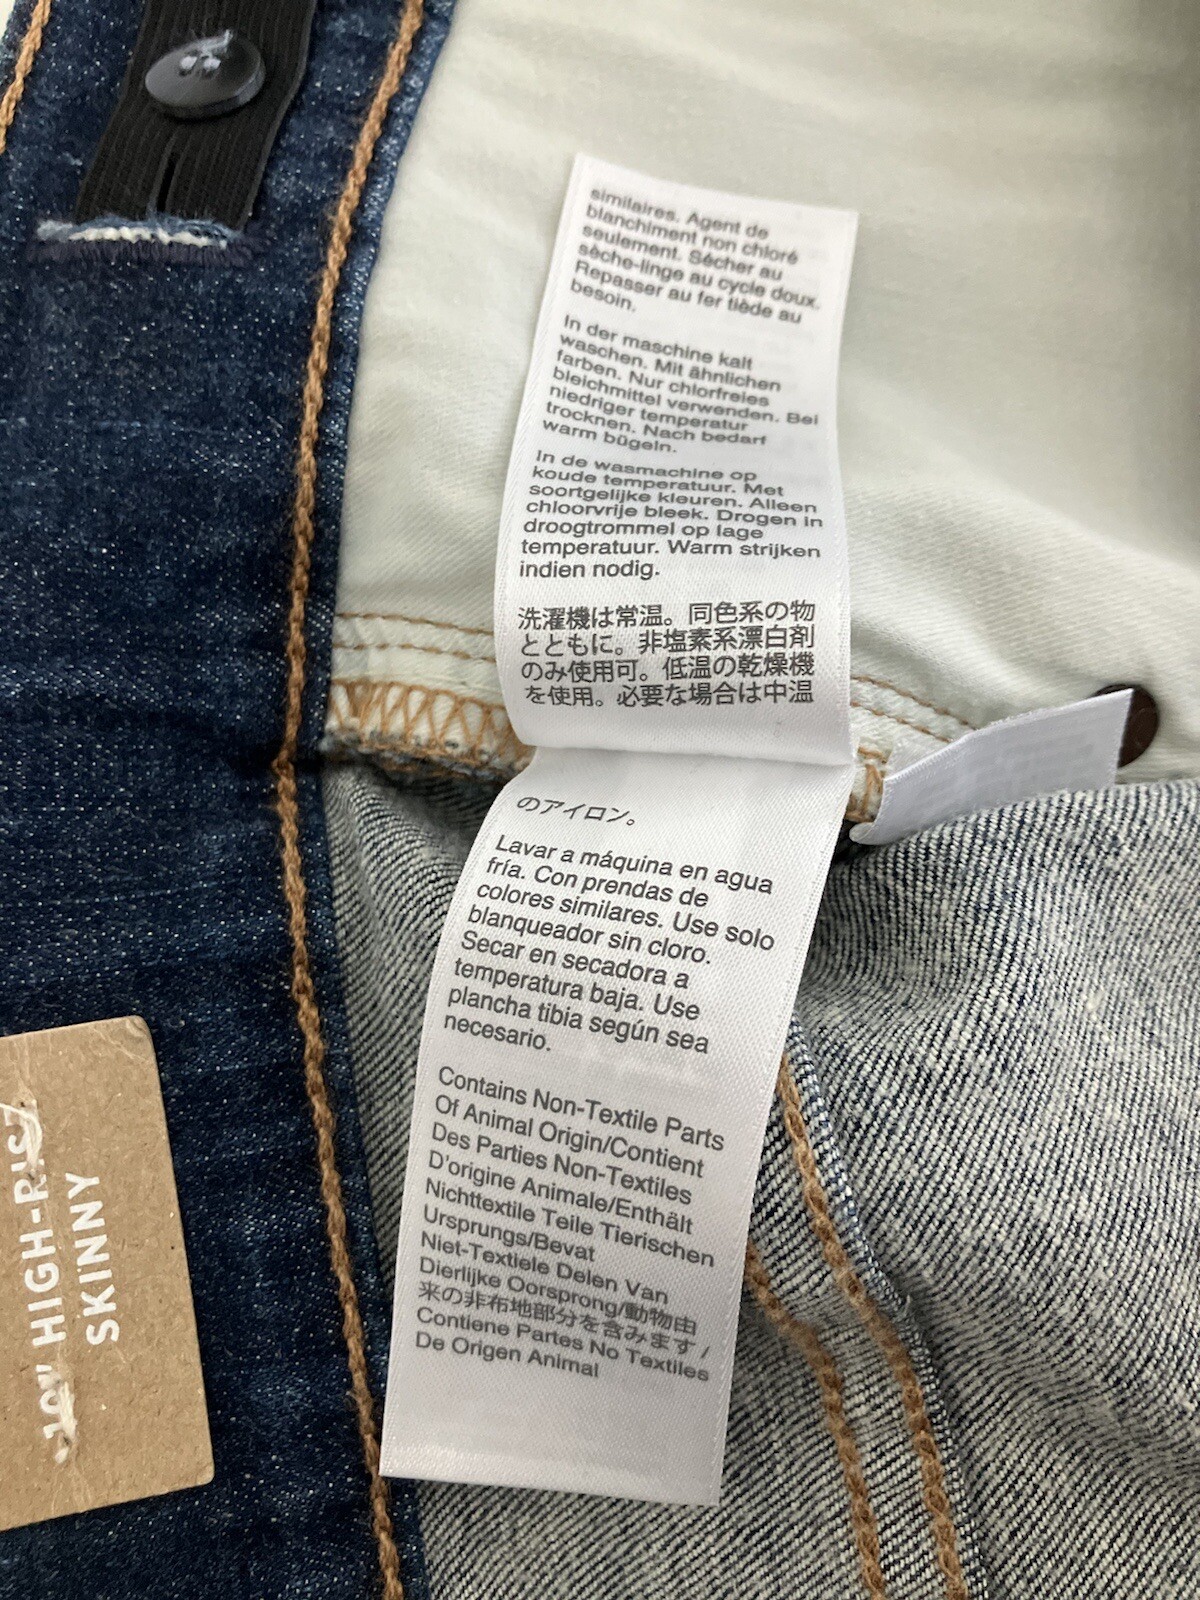 similaires. Agent de
blanchiment non chloré
seulement. Sécher au
sèche-linge au cycle doux.
Repasser au fer tiède au
besoin.
In der maschine kalt
waschen. Mit ähnlichen
farben. Nur chlorfreies
bleichmittel verwenden. Bei
niedriger temperatur
trocknen. Nach bedarf
warm bügeln.
In de wasmachine op
koude temperatuur. Met
soortgelijke kleuren. Alleen
chloorvrije bleek. Drogen in
droogtrommel op lage
temperatuur. Warm strijken
indien nodig.
洗濯機は常温。同色系の物
とともに。非塩素系漂白剤
のみ使用可。低温の乾燥機
を使用。必要な場合は中温
のアイロン。
Lavar a máquina en agua
fría. Con prendas de
colores similares. Use solo
blanqueador sin cloro.
Secar en secadora a
temperatura baja. Use
plancha tibia según sea
necesario.
Contains Non-Textile Parts
Of Animal Origin/Contient
Des Parties Non-Textiles
D'origine Animale/Enthält
Nichttextile Teile Tierischen
Ursprungs/Bevat
Niet-Textiele Delen Van
Dierlijke Oorsprong/動物由
来の非布地部分を含みます/
Contiene Partes No Textiles
De Origen Animal
10" HIGH-RISE
SKINNY